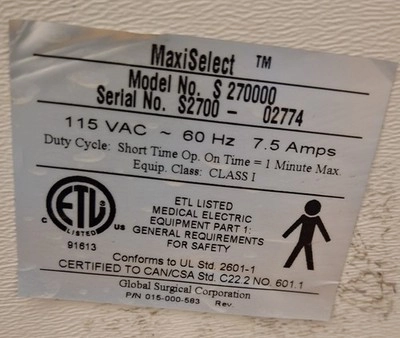 MaxiSelect ™
Model No. S 270000
Serial No. S2700 - 02774
115 VAC ~ 60 Hz 7.5 Amps
Duty Cycle: Short Time Op. On Time = 1 Minute Max.
Equip. Class: CLASS I
ETL LISTED
MEDICAL ELECTRIC
EQUIPMENT PART 1:
GENERAL REQUIREMENTS
FOR SAFETY
ETL
LISTED
C US
91613
Conforms to UL Std. 2601-1
CERTIFIED TO CAN/CSA Std. C22 2 NO. 601.1
Global Surgical Corporation
P/N 015-000-583 Rev.